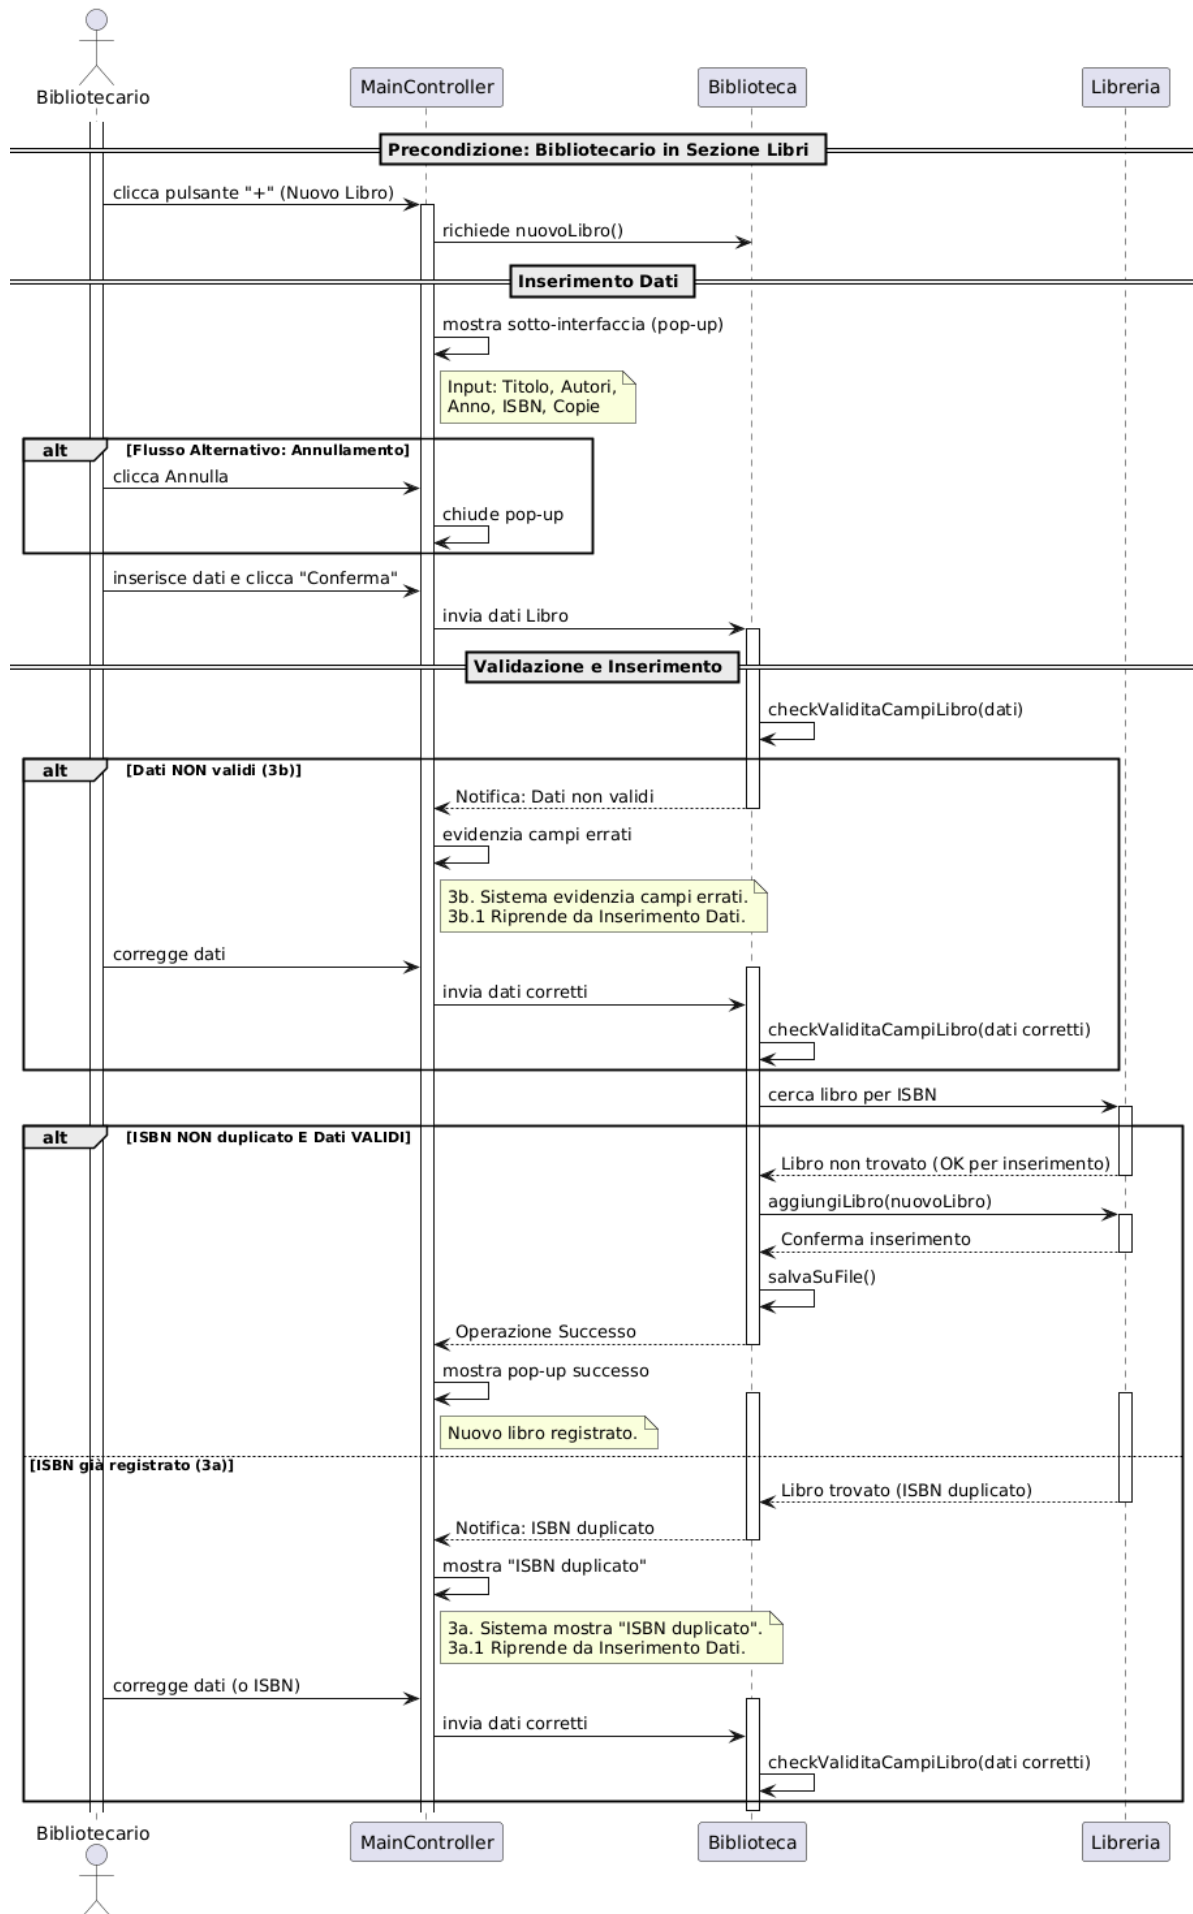 Bibliotecario
MainController
Biblioteca
Libreria
Precondizione: Bibliotecario in Sezione Libri
clicca pulsante "+" (Nuovo Libro)
richiede nuovoLibro()
Inserimento Dati
mostra sotto-interfaccia (pop-up)
Input: Titolo, Autori,
Anno, ISBN, Copie
alt [Flusso Alternativo: Annullamento]
clicca Annulla
chiude pop-up
inserisce dati e clicca "Conferma"
invia dati Libro
Validazione e Inserimento
checkValiditaCampiLibro(dati)
alt [Dati NON validi (3b)]
Notifica: Dati non validi
evidenzia campi errati
3b. Sistema evidenzia campi errati.
3b.1 Riprende da Inserimento Dati.
corregge dati
invia dati corretti
checkValiditaCampiLibro(dati corretti)
cerca libro per ISBN
alt [ISBN NON duplicato E Dati VALIDI]
Libro non trovato (OK per inserimento)
aggiungiLibro(nuovoLibro)
Conferma inserimento
salvaSuFile()
Operazione Successo
mostra pop-up successo
Nuovo libro registrato.
[ISBN già registrato (3a)]
Libro trovato (ISBN duplicato)
Notifica: ISBN duplicato
mostra "ISBN duplicato"
3a. Sistema mostra "ISBN duplicato".
3a.1 Riprende da Inserimento Dati.
corregge dati (o ISBN)
invia dati corretti
checkValiditaCampiLibro(dati corretti)
Bibliotecario
MainController
Biblioteca
Libreria